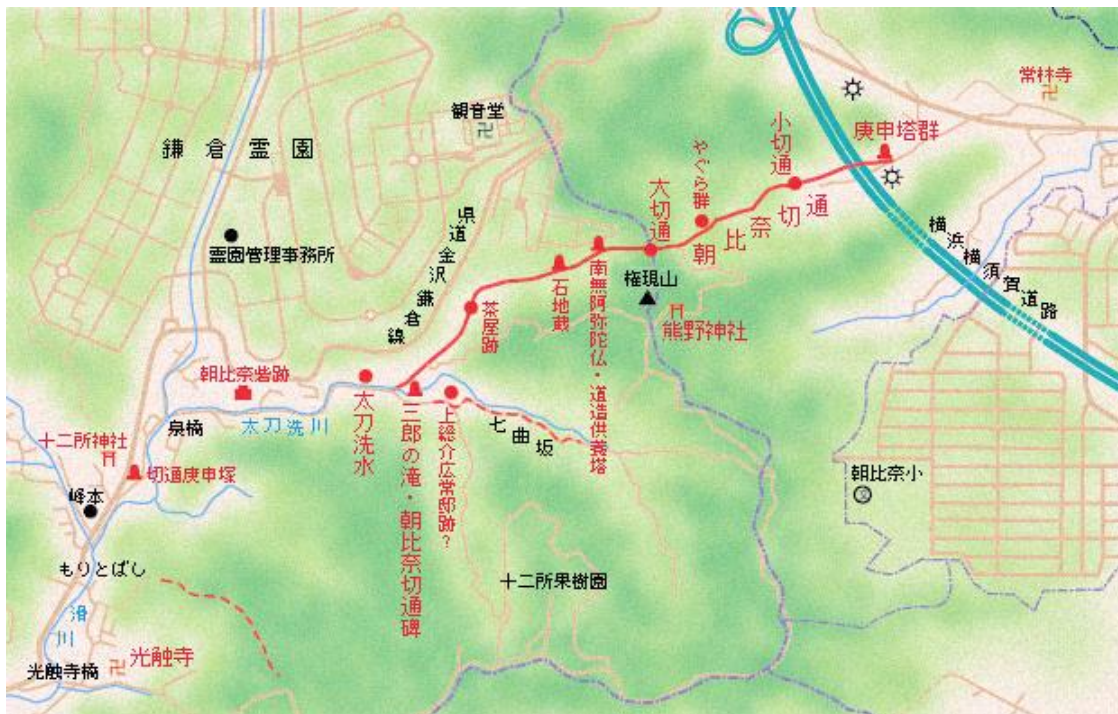 常林寺
観音堂
小切通
庚申塔群
鎌倉霊園
やぐら群
大切通
朝比奈切通
県道金沢鎌倉線
横浜横須賀道路
霊園管理事務所
南無阿弥陀仏・道造供養塔
石地蔵
権現山
茶屋跡
熊野神社
朝比奈砦跡
太刀洗水
三郎の滝・朝比奈切通碑
上総介広常邸跡?
七曲坂
泉橋
太刀洗川
十二所神社
切通庚申塚
朝比奈小
文
峠本
もりとばし
十二所果樹園
滑川
光触寺橋
光触寺